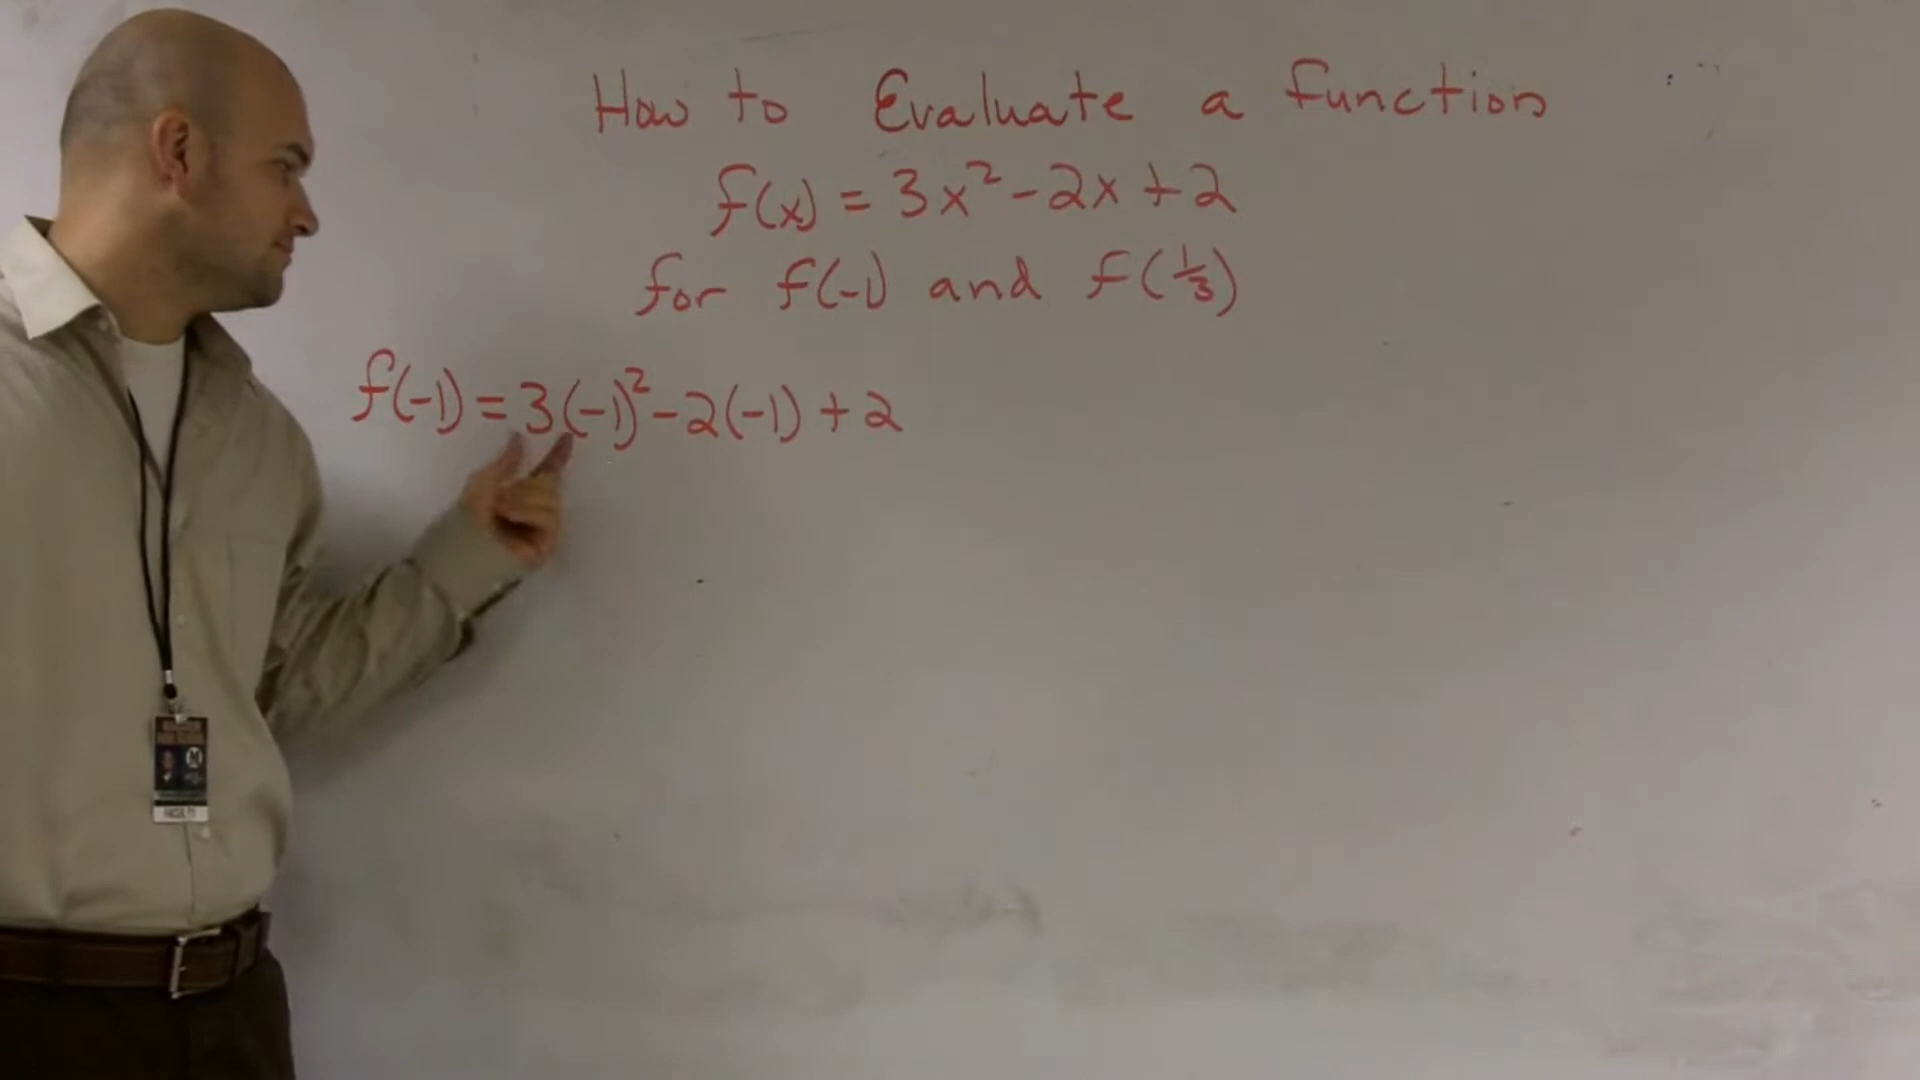 How to Evaluate a function
f(x) = 3x² - 2x + 2
for f(-1) and f(⅓)
f(-1) = 3(-1)² - 2(-1) + 2
FACULTY